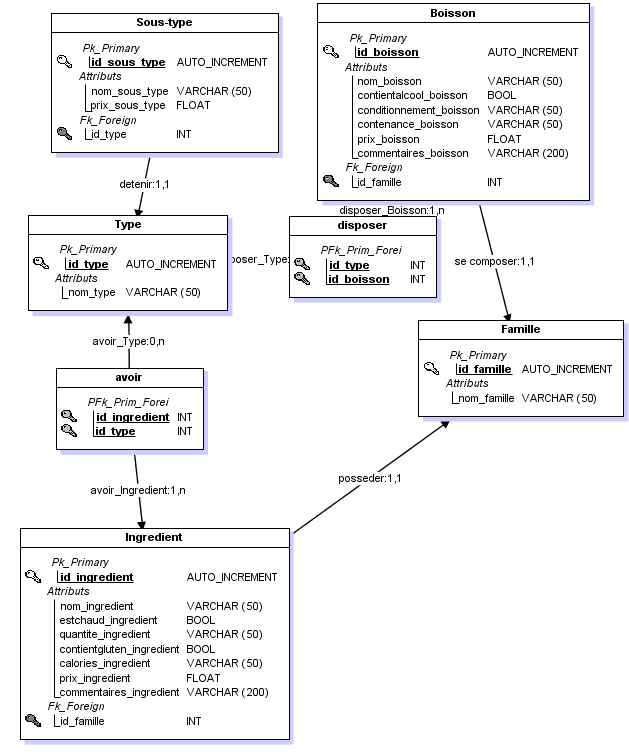 Sous-type
Pk_Primary
id_sous_type AUTO_INCREMENT
Attributs
nom_sous_type VARCHAR (50)
prix_sous_type FLOAT
Fk_Foreign
id_type INT
Boisson
Pk_Primary
id_boisson AUTO_INCREMENT
Attributs
nom_boisson VARCHAR (50)
contientalcool_boisson BOOL
conditionnement_boisson VARCHAR (50)
contenance_boisson VARCHAR (50)
prix_boisson FLOAT
commentaires_boisson VARCHAR (200)
Fk_Foreign
id_famille INT
detenir:1,1
disposer_Boisson:1,n
Type
Pk_Primary
id_type AUTO_INCREMENT
Attributs
nom_type VARCHAR (50)
poser_Type:
disposer
PFk_Prim_Forei
id_type INT
id_boisson INT
se composer:1,1
Famille
Pk_Primary
id_famille AUTO_INCREMENT
Attributs
nom_famille VARCHAR (50)
avoir_Type:0,n
avoir
PFk_Prim_Forei
id_ingredient INT
id_type INT
avoir_Ingredient:1,n
posseder:1,1
Ingredient
Pk_Primary
id_ingredient AUTO_INCREMENT
Attributs
nom_ingredient VARCHAR (50)
estchaud_ingredient BOOL
quantite_ingredient VARCHAR (50)
contientgluten_ingredient BOOL
calories_ingredient VARCHAR (50)
prix_ingredient FLOAT
commentaires_ingredient VARCHAR (200)
Fk_Foreign
id_famille INT